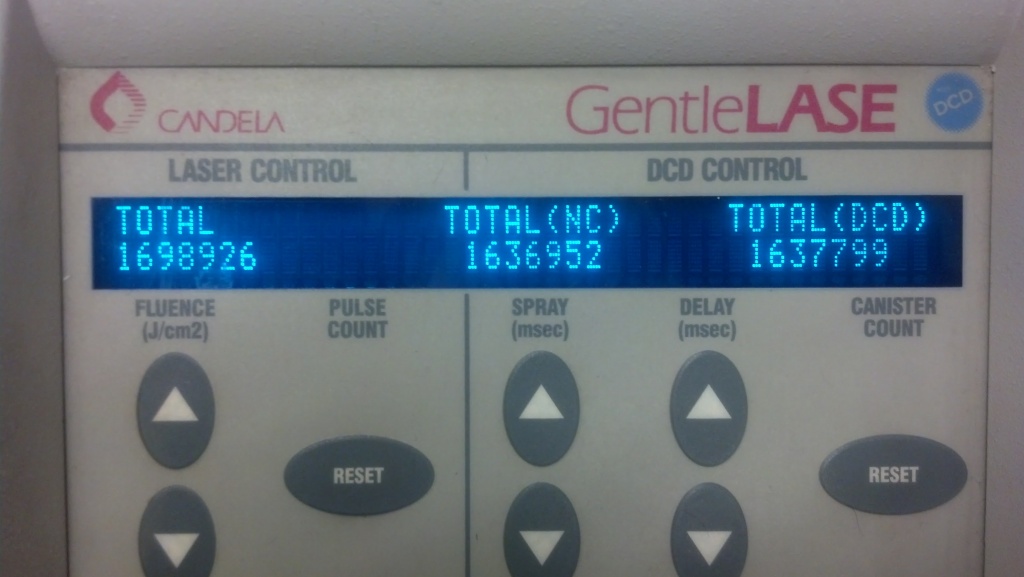 CANDELA
GentleLASE
DCD
LASER CONTROL
DCD CONTROL
TOTAL TOTAL(NC) TOTAL(DCD)
1698926 1636952 1637799
FLUENCE
(J/cm2)
PULSE
COUNT
SPRAY
(msec)
DELAY
(msec)
CANISTER
COUNT
RESET
RESET